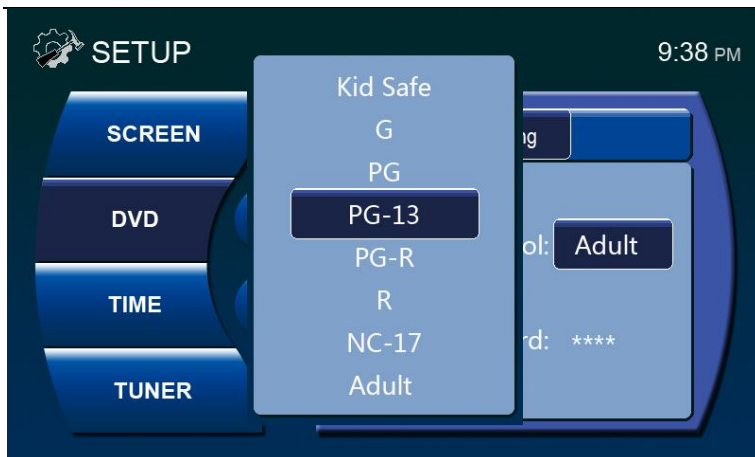 SETUP
9:38 PM
SCREEN
DVD
TIME
TUNER
Kid Safe
G
PG
PG-13
PG-R
R
NC-17
Adult
ng
ol: Adult
rd: ****